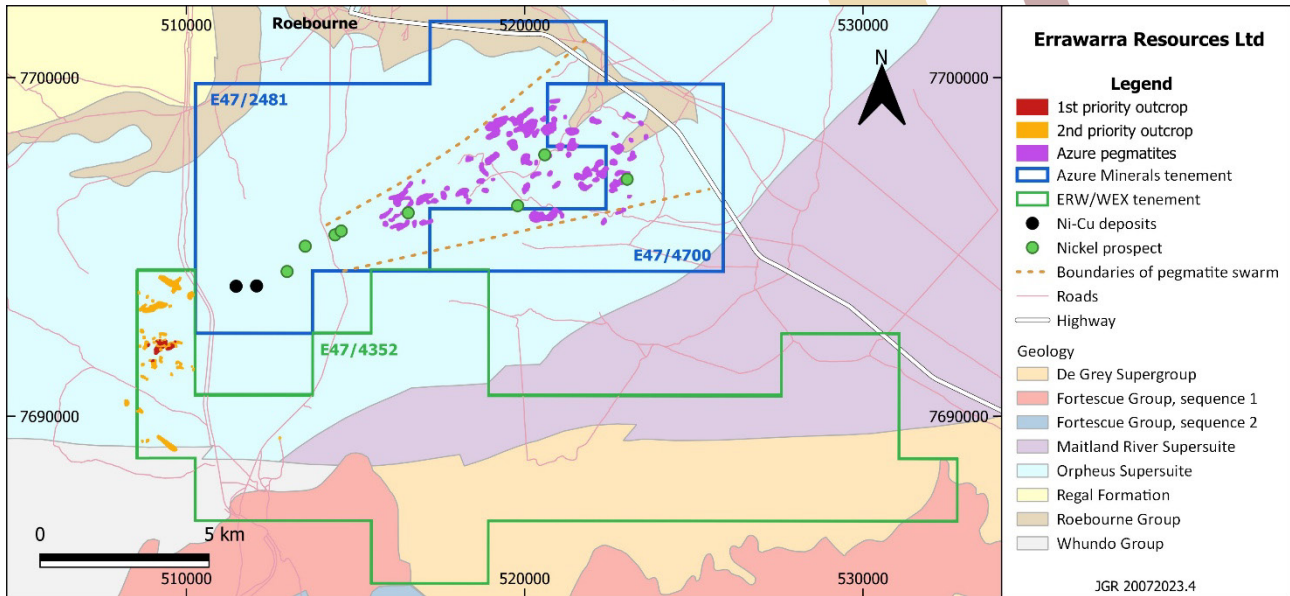 510000
Roebourne
520000
530000
7700000
7700000
E47/2481
N
E47/4700
E47/4352
7690000
7690000
0
5 km
510000
520000
530000
Errawarra Resources Ltd
Legend
1st priority outcrop
2nd priority outcrop
Azure pegmatites
Azure Minerals tenement
ERW/WEX tenement
Ni-Cu deposits
Nickel prospect
Boundaries of pegmatite swarm
Roads
Highway
Geology
De Grey Supergroup
Fortescue Group, sequence 1
Fortescue Group, sequence 2
Maitland River Supersuite
Orpheus Supersuite
Regal Formation
Roebourne Group
Whundo Group
JGR 20072023.4